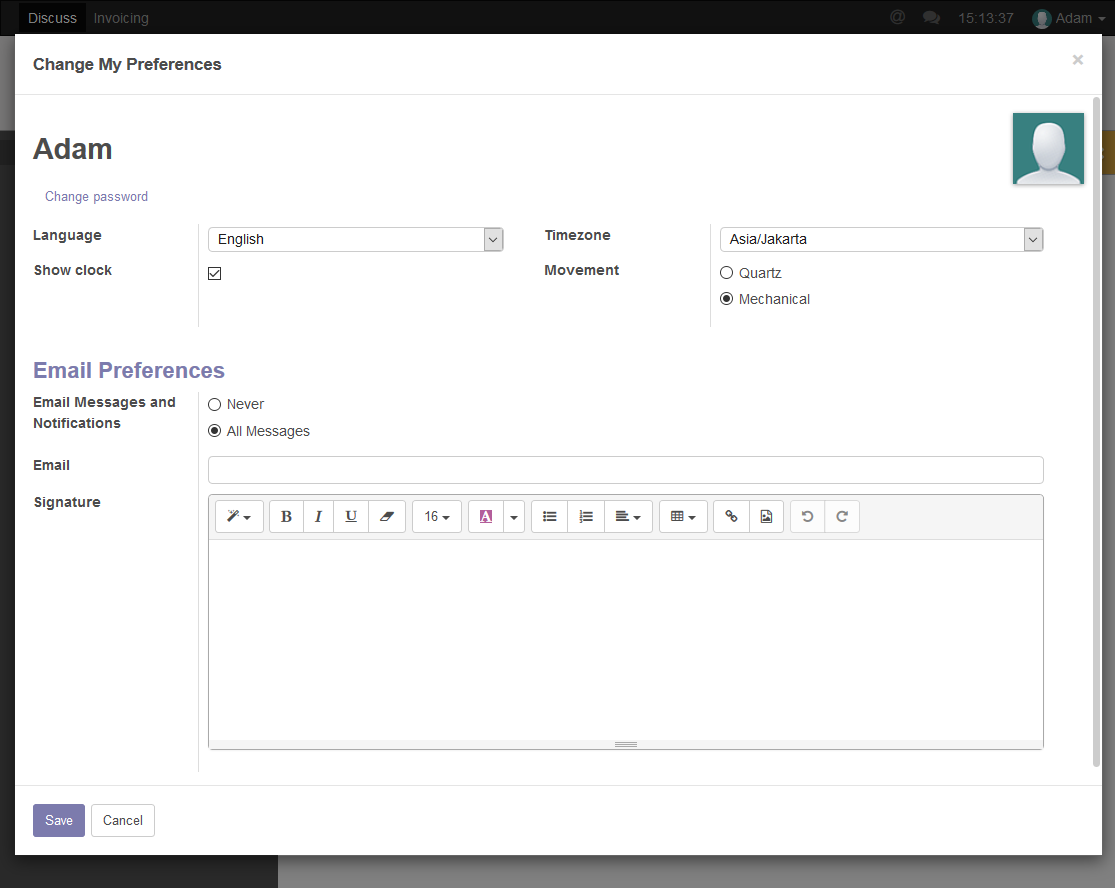 Discuss Invoicing @ 15:13:37 Adam
Change My Preferences ×
Adam
Change password
Language English Timezone Asia/Jakarta
Show clock Movement Quartz
Mechanical
Email Preferences
Email Messages and Never
Notifications All Messages
Email
Signature B I U 16 A
Save Cancel